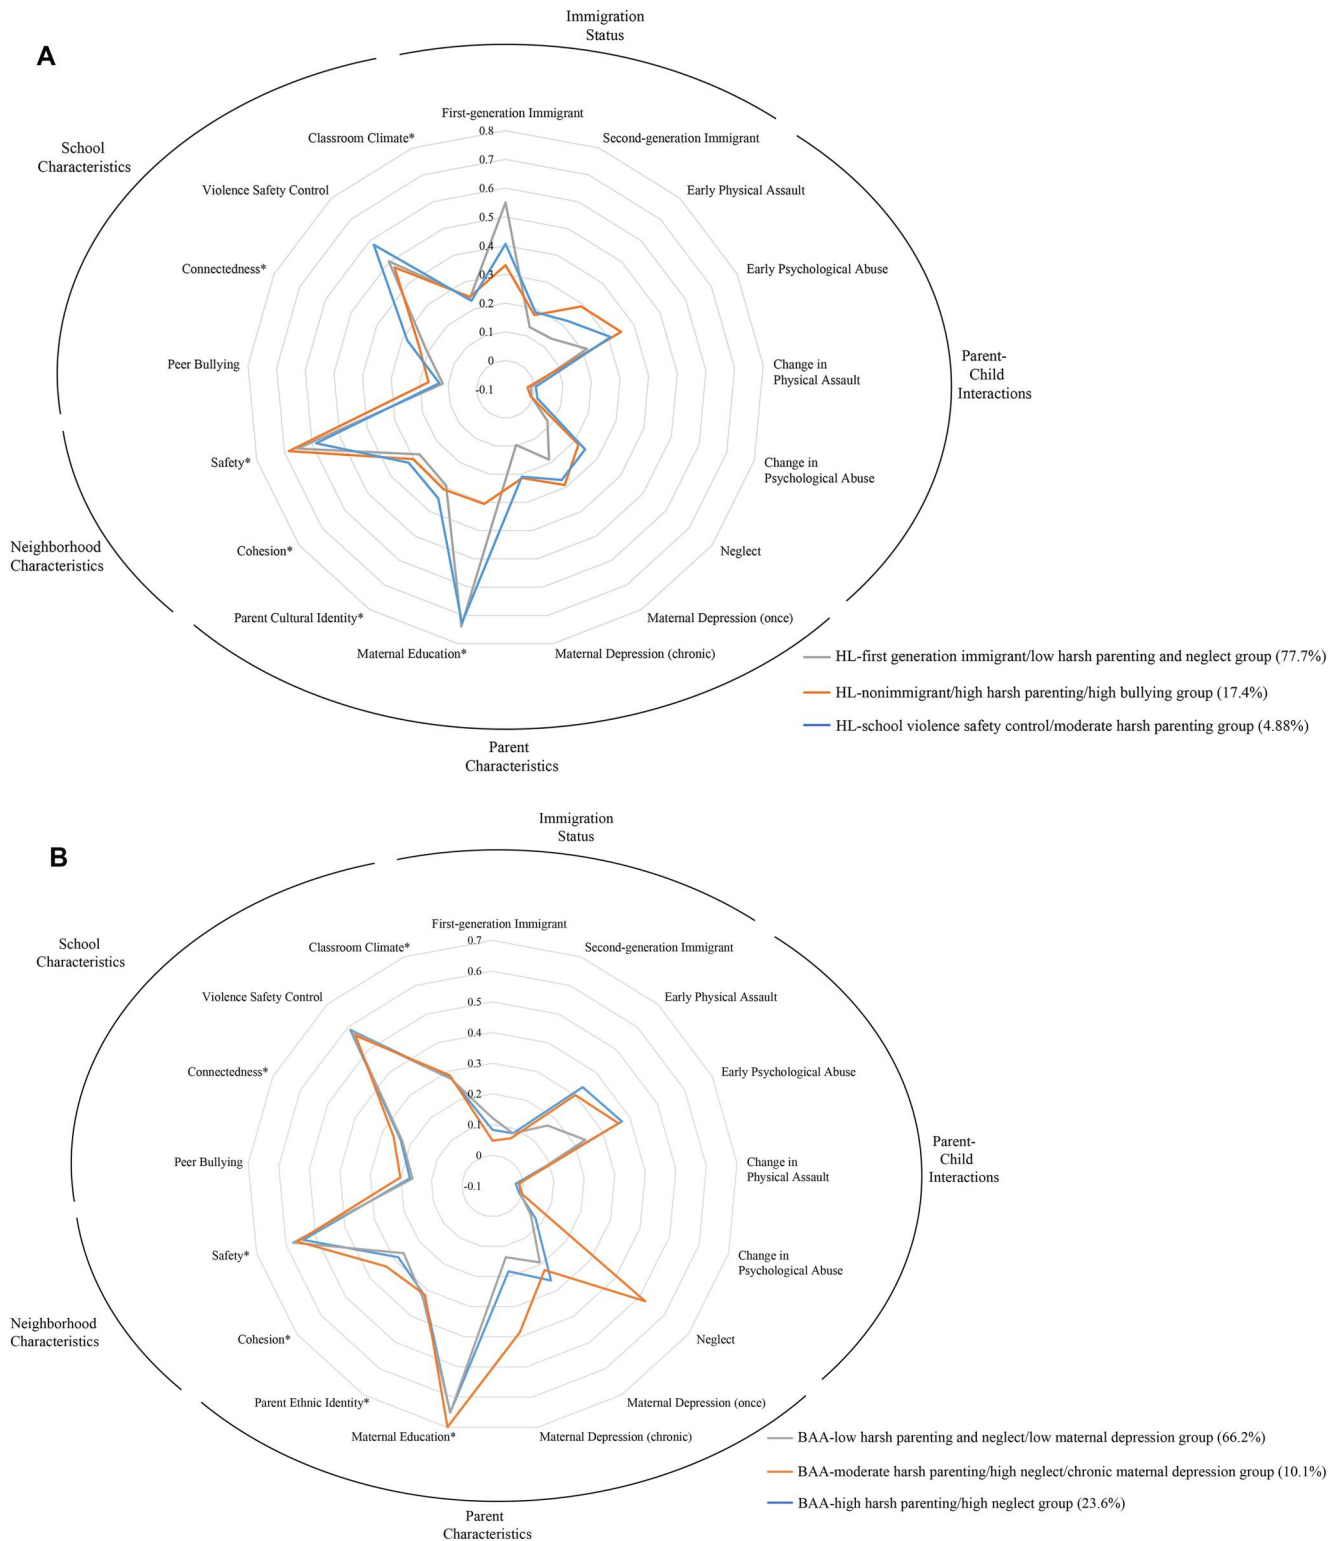 A
Immigration
Status
School
Characteristics
Parent-
Child
Interactions
Neighborhood
Characteristics
Parent
Characteristics
First-generation Immigrant
Second-generation Immigrant
Early Physical Assault
Early Psychological Abuse
Change in
Physical Assault
Change in
Psychological Abuse
Neglect
Maternal Depression (once)
Maternal Depression (chronic)
Maternal Education*
Parent Cultural Identity*
Cohesion*
Safety*
Peer Bullying
Connectedness*
Violence Safety Control
Classroom Climate*
0.8
0.7
0.6
0.5
0.4
0.3
0.2
0.1
0
-0.1
HL-first generation immigrant/low harsh parenting and neglect group (77.7%)
HL-nonimmigrant/high harsh parenting/high bullying group (17.4%)
HL-school violence safety control/moderate harsh parenting group (4.88%)
B
Immigration
Status
School
Characteristics
Parent-
Child
Interactions
Neighborhood
Characteristics
Parent
Characteristics
First-generation Immigrant
Second-generation Immigrant
Early Physical Assault
Early Psychological Abuse
Change in
Physical Assault
Change in
Psychological Abuse
Neglect
Maternal Depression (once)
Maternal Depression (chronic)
Maternal Education*
Parent Ethnic Identity*
Cohesion*
Safety*
Peer Bullying
Connectedness*
Violence Safety Control
Classroom Climate*
0.7
0.6
0.5
0.4
0.3
0.2
0.1
0
-0.1
BAA-low harsh parenting and neglect/low maternal depression group (66.2%)
BAA-moderate harsh parenting/high neglect/chronic maternal depression group (10.1%)
BAA-high harsh parenting/high neglect group (23.6%)